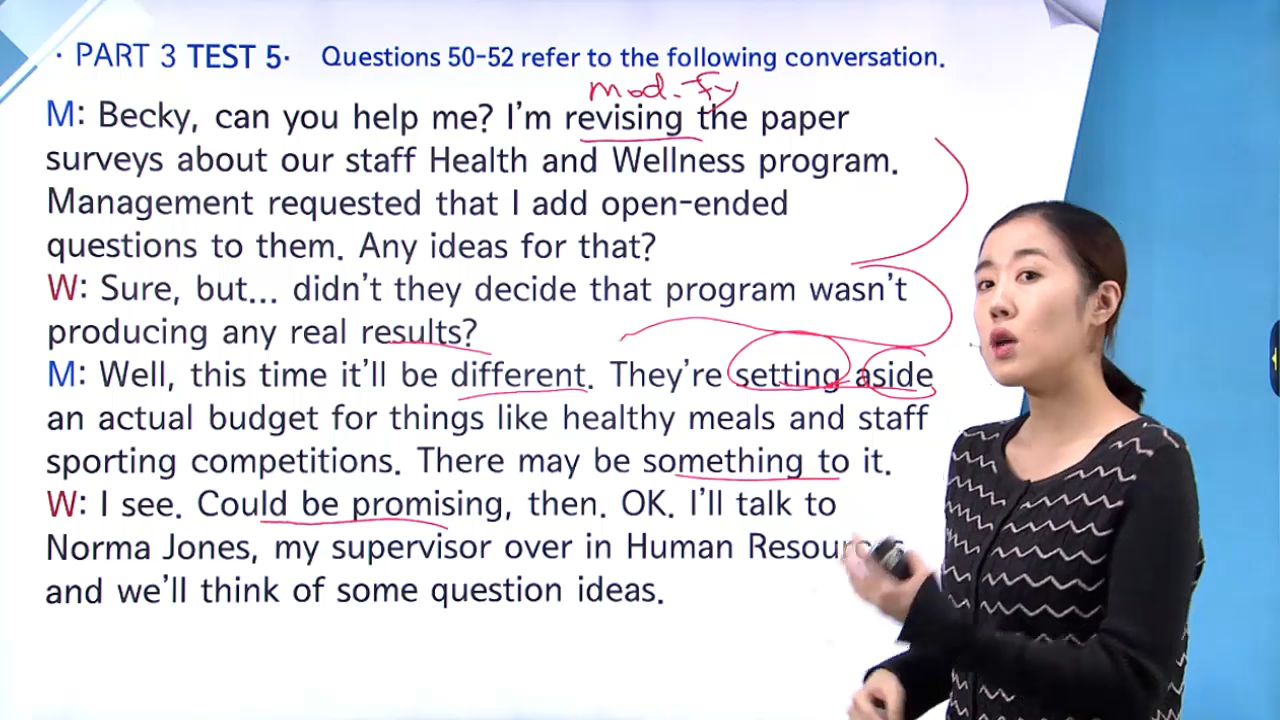 · PART 3 TEST 5· Questions 50-52 refer to the following conversation.
modify
M: Becky, can you help me? I'm revising the paper
surveys about our staff Health and Wellness program.
Management requested that I add open-ended
questions to them. Any ideas for that?
W: Sure, but... didn't they decide that program wasn't
producing any real results?
M: Well, this time it'll be different. They're setting aside
an actual budget for things like healthy meals and staff
sporting competitions. There may be something to it.
W: I see. Could be promising, then. OK. I'll talk to
Norma Jones, my supervisor over in Human Resources,
and we'll think of some question ideas.